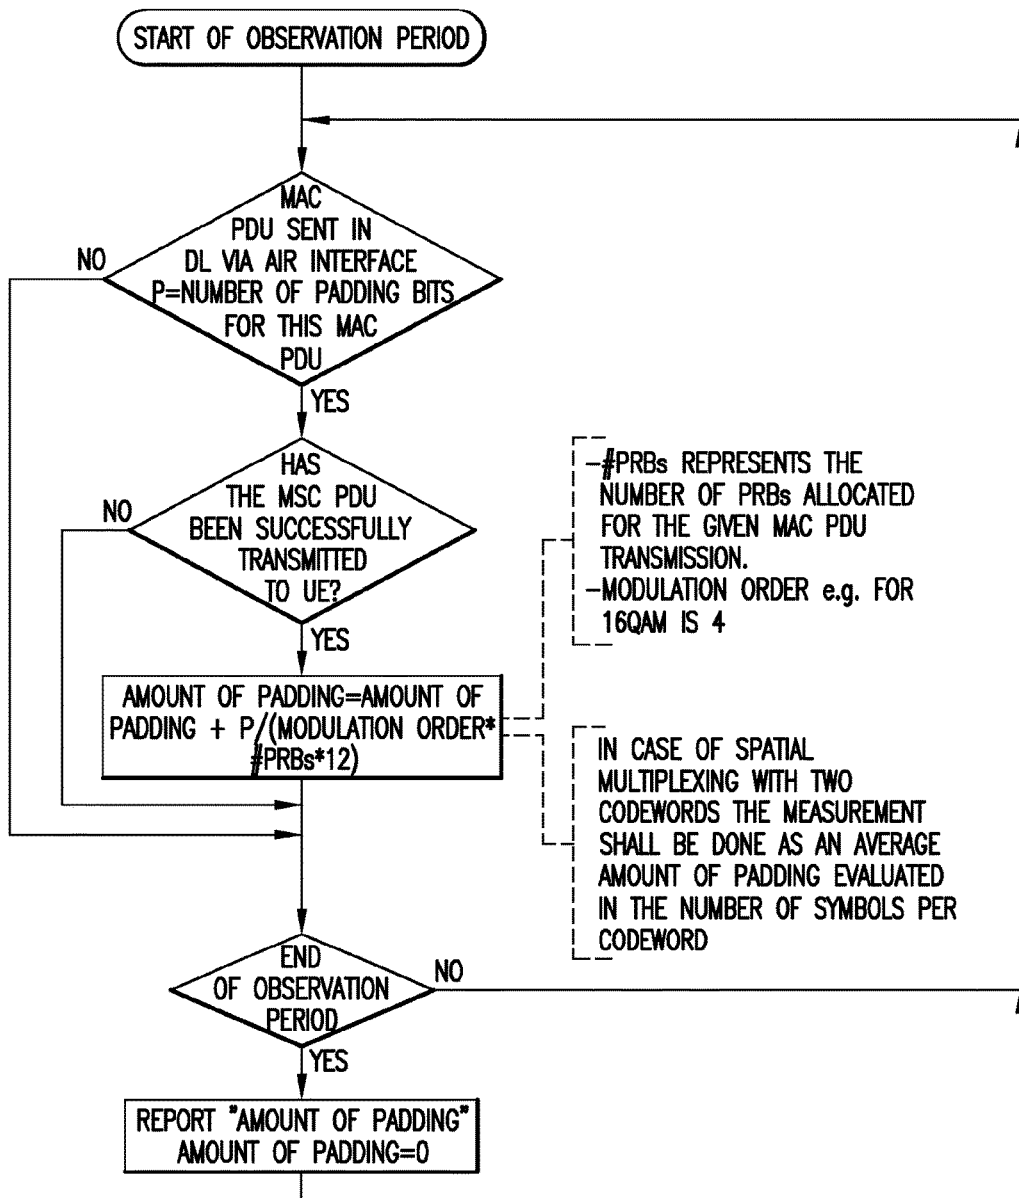 START OF OBSERVATION PERIOD
MAC
PDU SENT IN
DL VIA AIR INTERFACE
P=NUMBER OF PADDING BITS
FOR THIS MAC
PDU
NO
YES
HAS
THE MSC PDU
BEEN SUCCESSFULLY
TRANSMITTED
TO UE?
NO
YES
-#PRBs REPRESENTS THE
NUMBER OF PRBs ALLOCATED
FOR THE GIVEN MAC PDU
TRANSMISSION.
-MODULATION ORDER e.g. FOR
16QAM IS 4
AMOUNT OF PADDING=AMOUNT OF
PADDING + P/(MODULATION ORDER*
#PRBs*12)
IN CASE OF SPATIAL
MULTIPLEXING WITH TWO
CODEWORDS THE MEASUREMENT
SHALL BE DONE AS AN AVERAGE
AMOUNT OF PADDING EVALUATED
IN THE NUMBER OF SYMBOLS PER
CODEWORD
END
OF OBSERVATION
PERIOD
NO
YES
REPORT "AMOUNT OF PADDING"
AMOUNT OF PADDING=0